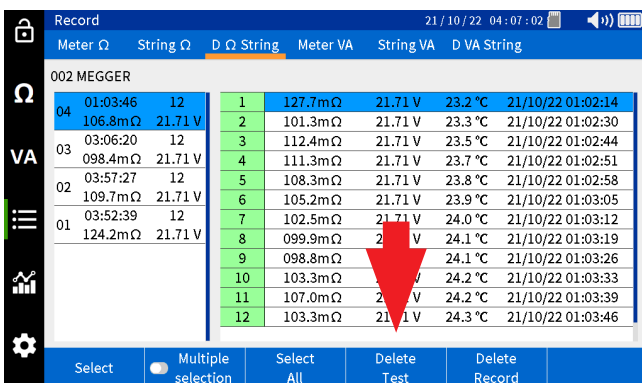 Record 21/10/22 04:07:02
Meter Ω String Ω D Ω String Meter VA String VA D VA String
002 MEGGER
Ω
VA
04 01:03:46 12
106.8mΩ 21.71 V
03 03:06:20 12
098.4mΩ 21.71 V
02 03:57:27 12
109.7mΩ 21.71 V
01 03:52:39 12
124.2mΩ 21.71 V
1 127.7mΩ 21.71 V 23.2 °C 21/10/22 01:02:14
2 101.3mΩ 21.71 V 23.3 °C 21/10/22 01:02:30
3 112.4mΩ 21.71 V 23.5 °C 21/10/22 01:02:44
4 111.3mΩ 21.71 V 23.7 °C 21/10/22 01:02:51
5 108.3mΩ 21.71 V 23.8 °C 21/10/22 01:02:58
6 105.2mΩ 21.71 V 23.9 °C 21/10/22 01:03:05
7 102.5mΩ 21.71 V 24.0 °C 21/10/22 01:03:12
8 099.9mΩ V 24.1 °C 21/10/22 01:03:19
9 098.8mΩ 24.1 °C 21/10/22 01:03:26
10 103.3mΩ V 24.2 °C 21/10/22 01:03:33
11 107.0mΩ V 24.2 °C 21/10/22 01:03:39
12 103.3mΩ V 24.3 °C 21/10/22 01:03:46
Select
Multiple selection
Select All
Delete Test
Delete Record